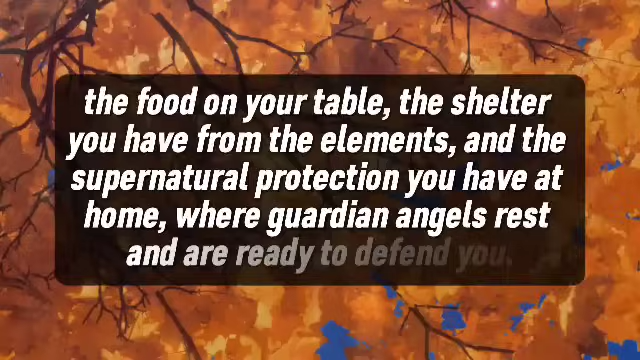 the food on your table, the shelter
you have from the elements, and the
supernatural protection you have at
home, where guardian angels rest
and are ready to defend you.